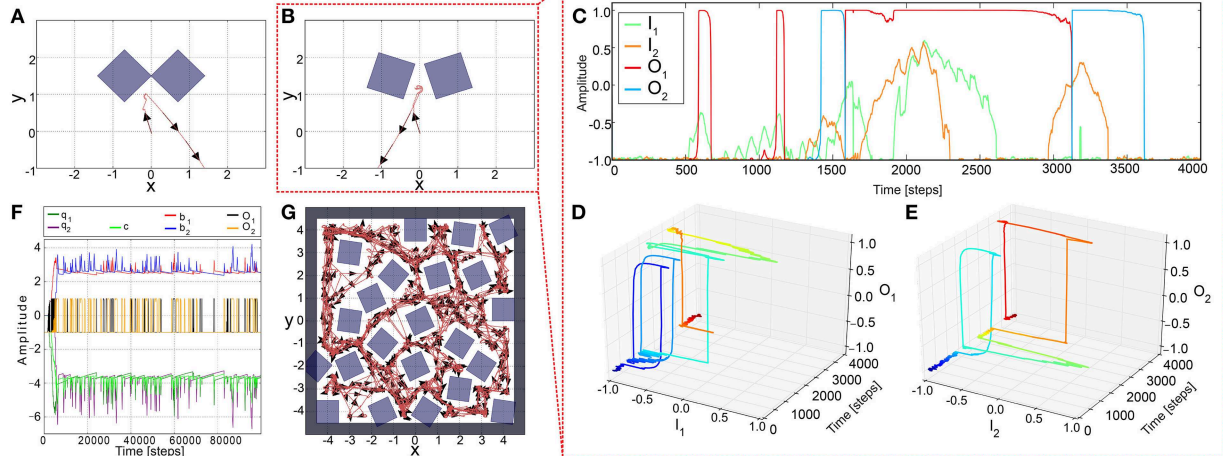 A
y
2
1
0
-1
-2
-1
0
1
2
x
B
y
2
1
0
-1
-2
-1
0
1
2
x
C
I1
I2
O1
O2
Amplitude
1.0
0.5
0.0
-0.5
-1.0
0
500
1000
1500
2000
2500
3000
3500
4000
Time [steps]
F
q1
q2
c
b1
b2
O1
O2
Amplitude
4
2
0
-2
-4
-6
0
20000
40000
60000
80000
Time [steps]
G
y
4
3
2
1
0
-1
-2
-3
-4
-4
-3
-2
-1
0
1
2
3
4
x
D
1.0
0.5
0.0
-0.5
-1.0
O1
-1.0
-0.5
0.0
0.5
1.0
I1
0
1000
2000
3000
4000
Time [steps]
E
1.0
0.5
0.0
-0.5
-1.0
O2
-1.0
-0.5
0.0
0.5
1.0
I2
0
1000
2000
3000
4000
Time [steps]